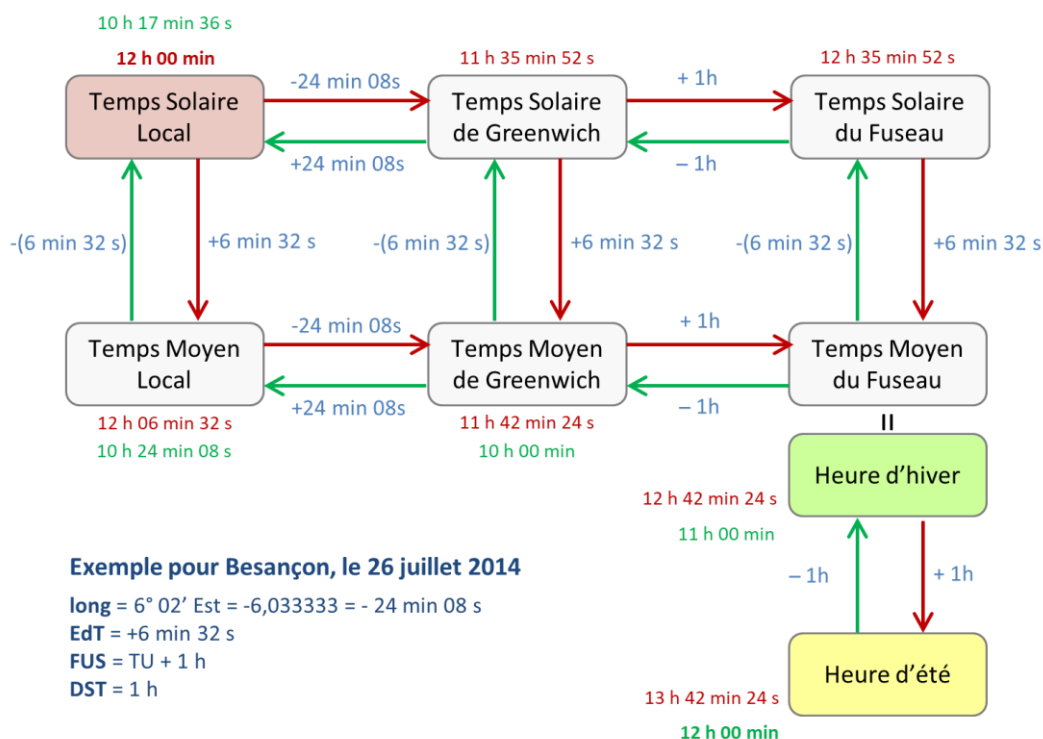 10 h 17 min 36 s
12 h 00 min
11 h 35 min 52 s
12 h 35 min 52 s
Temps Solaire
Local
-24 min 08s
+24 min 08s
Temps Solaire
de Greenwich
+ 1h
– 1h
Temps Solaire
du Fuseau
-(6 min 32 s)
+6 min 32 s
-(6 min 32 s)
+6 min 32 s
-(6 min 32 s)
+6 min 32 s
Temps Moyen
Local
-24 min 08s
+24 min 08s
Temps Moyen
de Greenwich
+ 1h
– 1h
Temps Moyen
du Fuseau
12 h 06 min 32 s
10 h 24 min 08 s
11 h 42 min 24 s
10 h 00 min
=
Heure d'hiver
12 h 42 min 24 s
11 h 00 min
– 1h
+ 1h
Heure d'été
13 h 42 min 24 s
12 h 00 min
Exemple pour Besançon, le 26 juillet 2014
long = 6° 02' Est = -6,033333 = - 24 min 08 s
EdT = +6 min 32 s
FUS = TU + 1 h
DST = 1 h